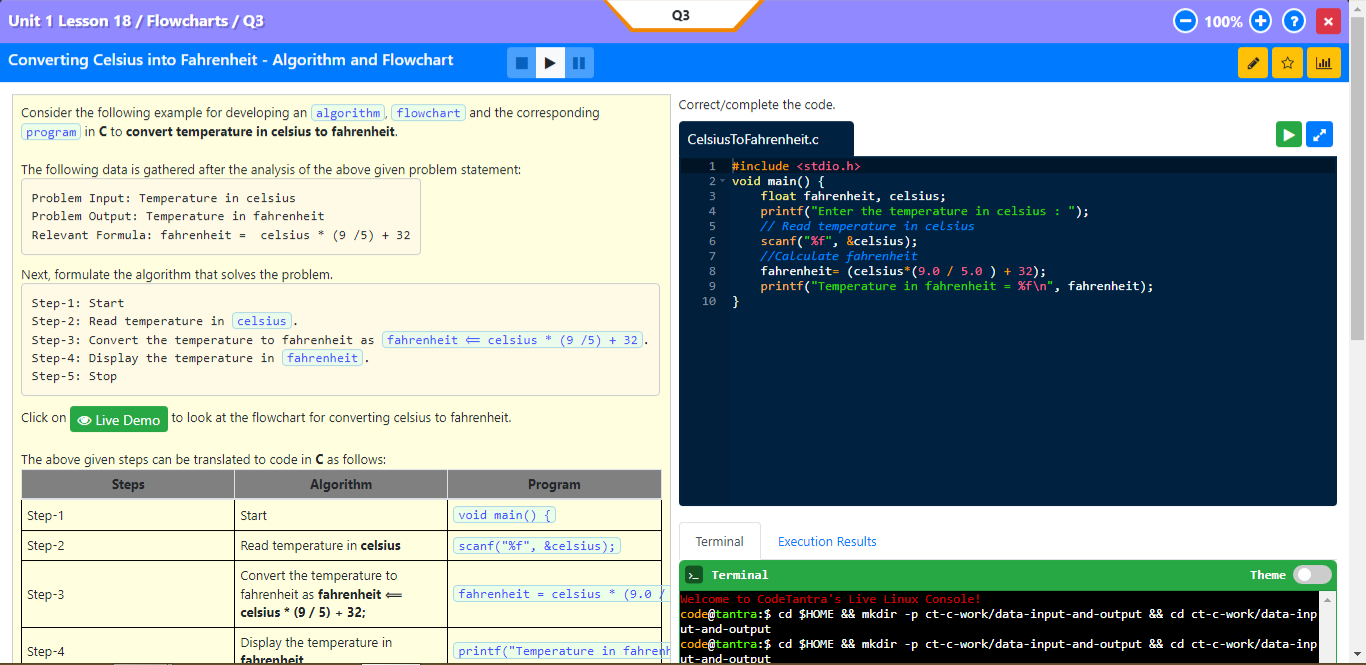 Unit 1 Lesson 18 / Flowcharts / Q3
Q3
100%
Converting Celsius into Fahrenheit - Algorithm and Flowchart
Consider the following example for developing an algorithm, flowchart and the corresponding
program in C to convert temperature in celsius to fahrenheit.
The following data is gathered after the analysis of the above given problem statement:
Problem Input: Temperature in celsius
Problem Output: Temperature in fahrenheit
Relevant Formula: fahrenheit = celsius * (9 /5) + 32
Next, formulate the algorithm that solves the problem.
Step-1: Start
Step-2: Read temperature in celsius.
Step-3: Convert the temperature to fahrenheit as fahrenheit ⟸ celsius * (9 /5) + 32.
Step-4: Display the temperature in fahrenheit.
Step-5: Stop
Click on Live Demo to look at the flowchart for converting celsius to fahrenheit.
The above given steps can be translated to code in C as follows:
Steps Algorithm Program
Step-1 Start void main() {
Step-2 Read temperature in celsius scanf("%f", &celsius);
Convert the temperature to
Step-3 fahrenheit as fahrenheit ⟸ fahrenheit = celsius * (9.0 /
celsius * (9 / 5) + 32;
Display the temperature in
Step-4 printf("Temperature in fahrenh
fahrenheit
Correct/complete the code.
CelsiusToFahrenheit.c
1 #include <stdio.h>
2 void main() {
3 float fahrenheit, celsius;
4 printf("Enter the temperature in celsius : ");
5 // Read temperature in celsius
6 scanf("%f", &celsius);
7 //Calculate fahrenheit
8 fahrenheit= (celsius*(9.0 / 5.0 ) + 32);
9 printf("Temperature in fahrenheit = %f\n", fahrenheit);
10 }
Terminal Execution Results
Terminal Theme
Welcome to CodeTantra's Live Linux Console!
code@tantra:$ cd $HOME && mkdir -p ct-c-work/data-input-and-output && cd ct-c-work/data-inp
ut-and-output
code@tantra:$ cd $HOME && mkdir -p ct-c-work/data-input-and-output && cd ct-c-work/data-inp
ut-and-output